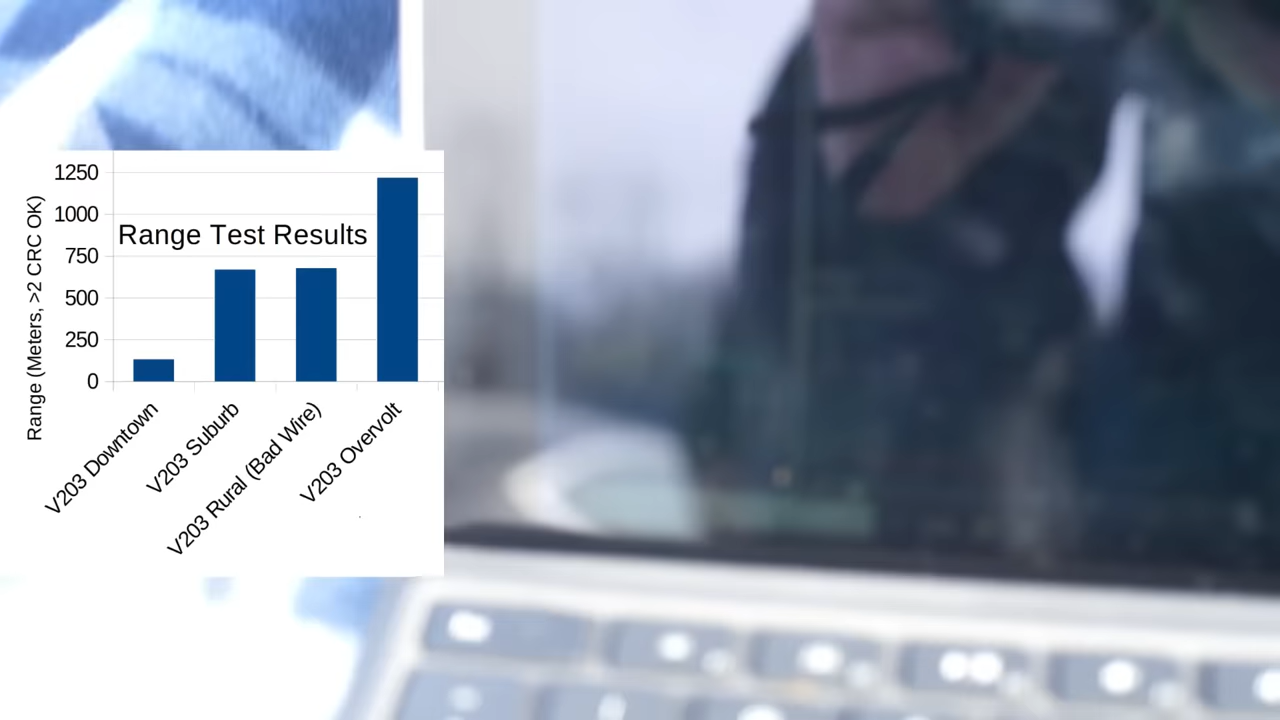 Range Test Results
Range (Meters, >2 CRC OK)
1250
1000
750
500
250
0
V203 Downtown
V203 Suburb
V203 Rural (Bad Wire)
V203 Overvolt